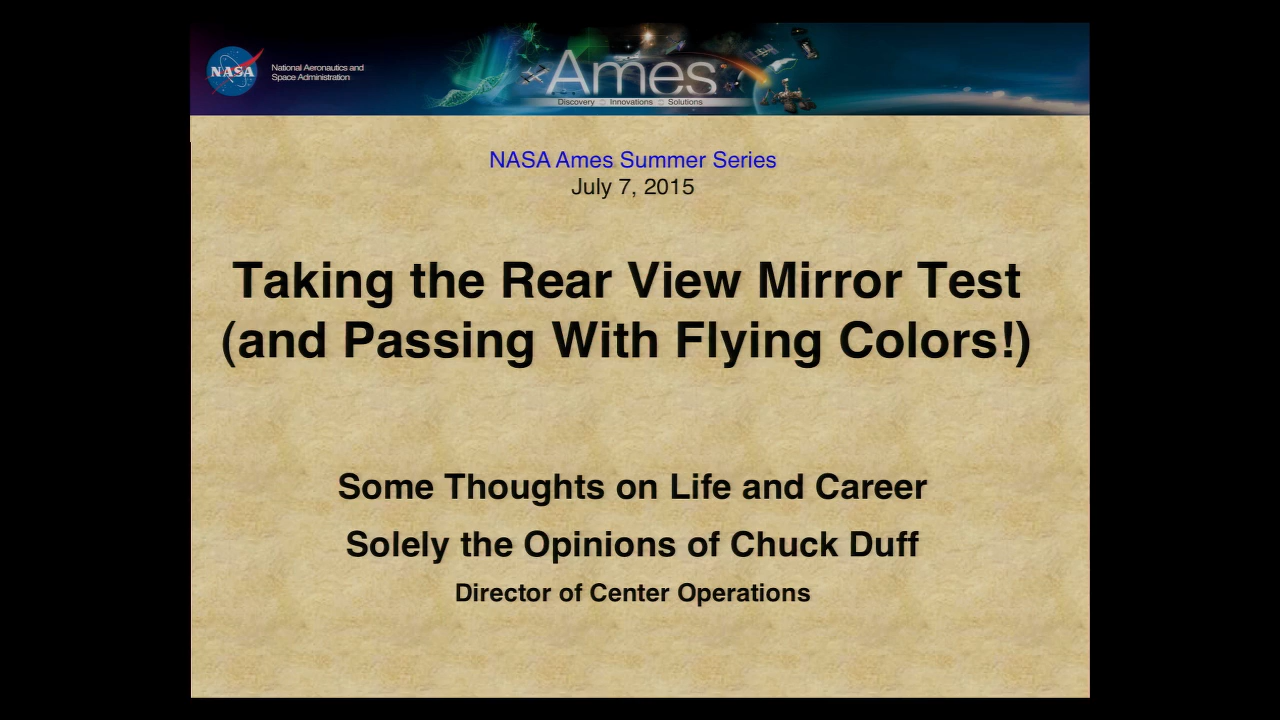 NASA
National Aeronautics and
Space Administration
Ames
Discovery Innovations Solutions
NASA Ames Summer Series
July 7, 2015
Taking the Rear View Mirror Test
(and Passing With Flying Colors!)
Some Thoughts on Life and Career
Solely the Opinions of Chuck Duff
Director of Center Operations